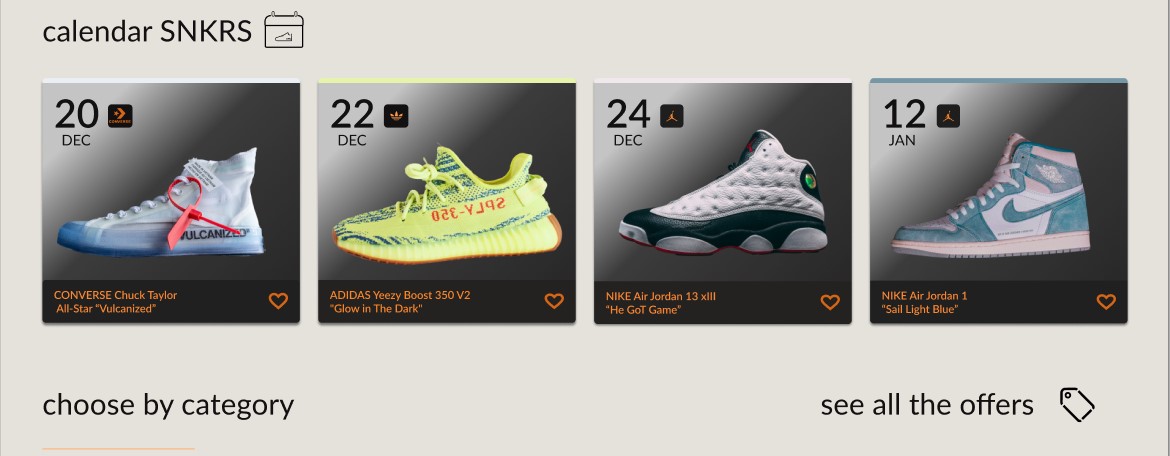 calendar SNKRS
20
DEC
CONVERSE
VULCANIZED"
CONVERSE Chuck Taylor
All-Star "Vulcanized"
22
DEC
SPLY-350
ADIDAS Yeezy Boost 350 V2
"Glow in The Dark"
24
DEC
NIKE Air Jordan 13 xIII
"He GoT Game"
12
JAN
NIKE Air Jordan 1
"Sail Light Blue"
choose by category
see all the offers